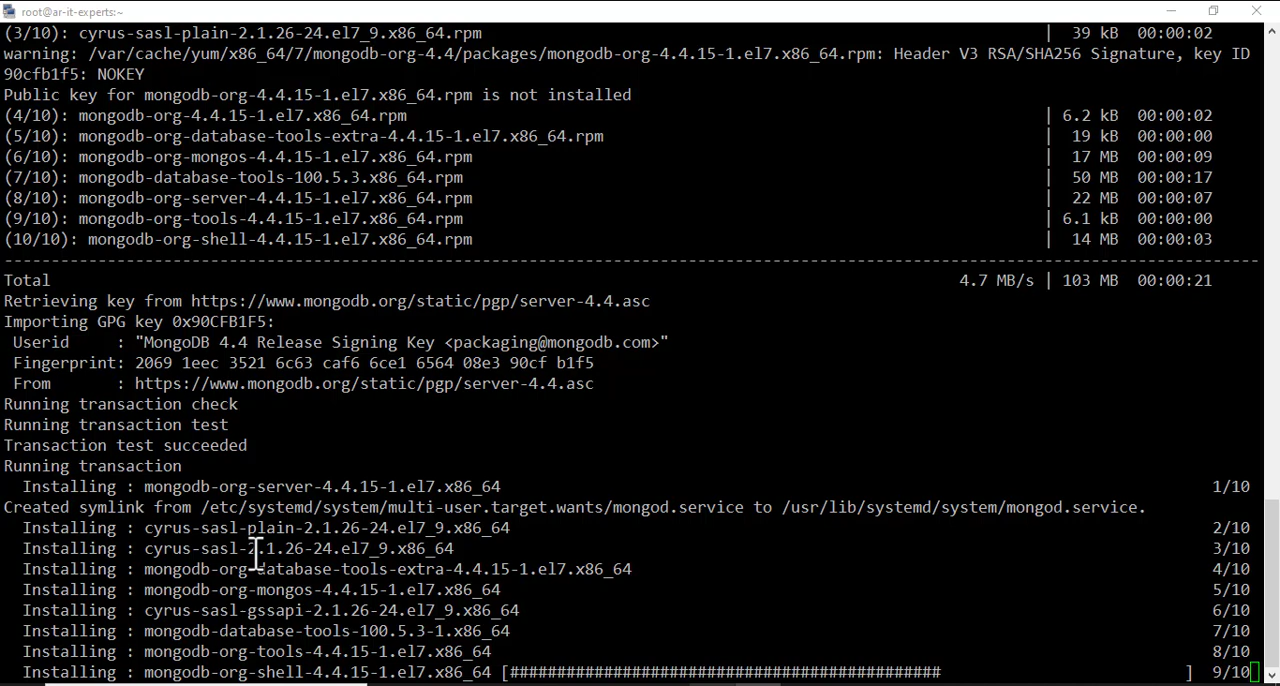 root@ar-it-experts:~
(3/10): cyrus-sasl-plain-2.1.26-24.el7_9.x86_64.rpm | 39 kB 00:00:02
warning: /var/cache/yum/x86_64/7/mongodb-org-4.4/packages/mongodb-org-4.4.15-1.el7.x86_64.rpm: Header V3 RSA/SHA256 Signature, key ID
90cfb1f5: NOKEY
Public key for mongodb-org-4.4.15-1.el7.x86_64.rpm is not installed
(4/10): mongodb-org-4.4.15-1.el7.x86_64.rpm | 6.2 kB 00:00:02
(5/10): mongodb-org-database-tools-extra-4.4.15-1.el7.x86_64.rpm | 19 kB 00:00:00
(6/10): mongodb-org-mongos-4.4.15-1.el7.x86_64.rpm | 17 MB 00:00:09
(7/10): mongodb-database-tools-100.5.3.x86_64.rpm | 50 MB 00:00:17
(8/10): mongodb-org-server-4.4.15-1.el7.x86_64.rpm | 22 MB 00:00:07
(9/10): mongodb-org-tools-4.4.15-1.el7.x86_64.rpm | 6.1 kB 00:00:00
(10/10): mongodb-org-shell-4.4.15-1.el7.x86_64.rpm | 14 MB 00:00:03
--------------------------------------------------------------------------------------------------------------------------------------
Total 4.7 MB/s | 103 MB 00:00:21
Retrieving key from https://www.mongodb.org/static/pgp/server-4.4.asc
Importing GPG key 0x90CFB1F5:
Userid : "MongoDB 4.4 Release Signing Key <packaging@mongodb.com>"
Fingerprint: 2069 1eec 3521 6c63 caf6 6ce1 6564 08e3 90cf b1f5
From : https://www.mongodb.org/static/pgp/server-4.4.asc
Running transaction check
Running transaction test
Transaction test succeeded
Running transaction
Installing : mongodb-org-server-4.4.15-1.el7.x86_64 1/10
Created symlink from /etc/systemd/system/multi-user.target.wants/mongod.service to /usr/lib/systemd/system/mongod.service.
Installing : cyrus-sasl-plain-2.1.26-24.el7_9.x86_64 2/10
Installing : cyrus-sasl-2.1.26-24.el7_9.x86_64 3/10
Installing : mongodb-org-database-tools-extra-4.4.15-1.el7.x86_64 4/10
Installing : mongodb-org-mongos-4.4.15-1.el7.x86_64 5/10
Installing : cyrus-sasl-gssapi-2.1.26-24.el7_9.x86_64 6/10
Installing : mongodb-database-tools-100.5.3-1.x86_64 7/10
Installing : mongodb-org-tools-4.4.15-1.el7.x86_64 8/10
Installing : mongodb-org-shell-4.4.15-1.el7.x86_64 [############################################## ] 9/10